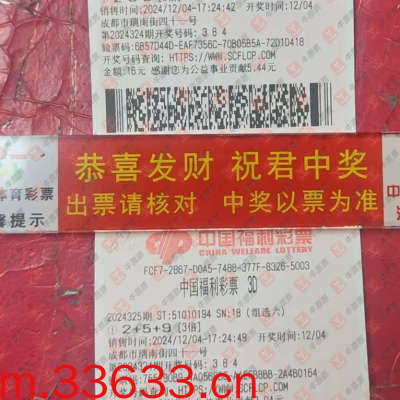 销售时间:2024/12/04-17:24:42 开奖时间:12/04
成都市隅南街四十一号
第2024324期开奖号码:3 8 4
验票码:6B57D44D-EAF7356C-70B05B5A-72D10418
开奖号码查询: HTTPS://WWW.SCFLCP.COM
金额:16元 感谢您为公益事业贡献5.44元
恭喜发财 祝君中奖
体育彩票
出票请核对 中奖以票为准
提示
中国福利彩票
CHINA WELFARE LOTTERY
FCF7-2B67-D0A5-74BB-377F-8326-5003
中国福利彩票 3D
2024325期 ST:51010194 SN:18 (组选六)
① 2+5+9 [3倍]
销售时间:2024/12/04-17:24:49 开奖时间:12/04
成都市隅南街四十一号
第2024324期开奖号码:3 8 4
m.33633.com